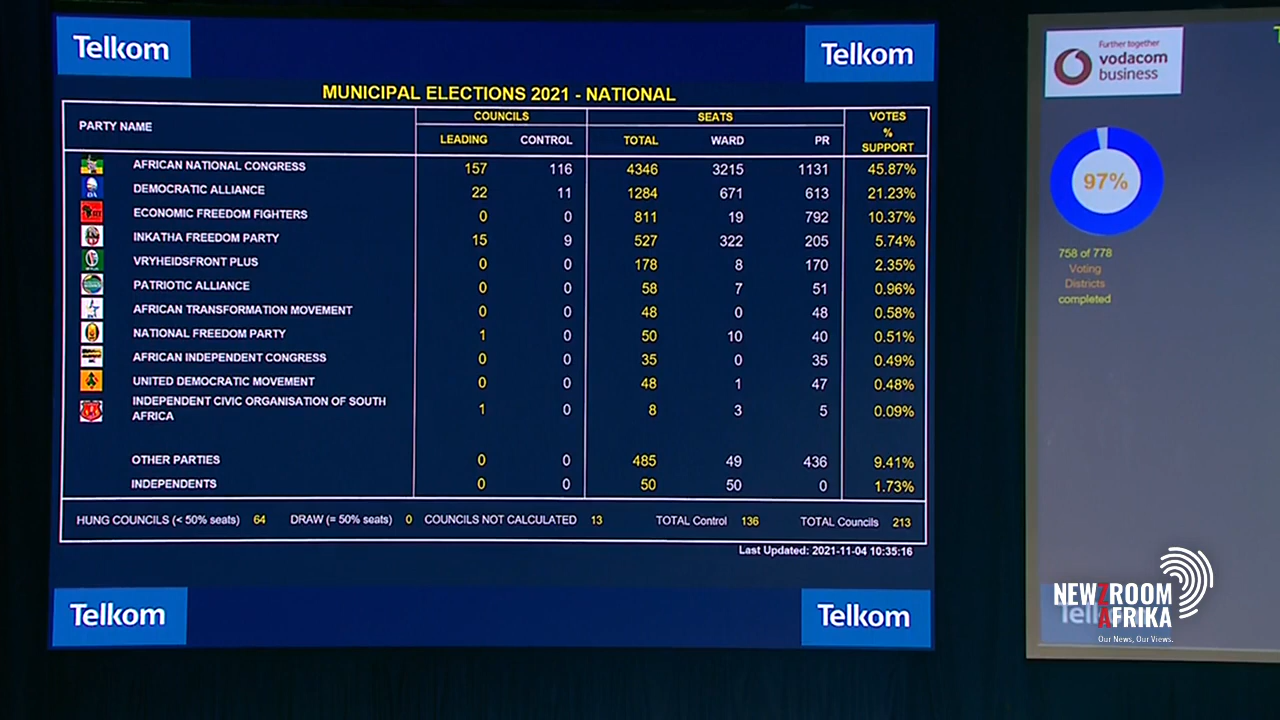 Telkom
Telkom
MUNICIPAL ELECTIONS 2021 - NATIONAL
PARTY NAME COUNCILS SEATS VOTES % SUPPORT
LEADING CONTROL TOTAL WARD PR
AFRICAN NATIONAL CONGRESS 157 116 4346 3215 1131 45.87%
DEMOCRATIC ALLIANCE 22 11 1284 671 613 21.23%
ECONOMIC FREEDOM FIGHTERS 0 0 811 19 792 10.37%
INKATHA FREEDOM PARTY 15 9 527 322 205 5.74%
VRYHEIDSFRONT PLUS 0 0 178 8 170 2.35%
PATRIOTIC ALLIANCE 0 0 58 7 51 0.96%
AFRICAN TRANSFORMATION MOVEMENT 0 0 48 0 48 0.58%
NATIONAL FREEDOM PARTY 1 0 50 10 40 0.51%
AFRICAN INDEPENDENT CONGRESS 0 0 35 0 35 0.49%
UNITED DEMOCRATIC MOVEMENT 0 0 48 1 47 0.48%
INDEPENDENT CIVIC ORGANISATION OF SOUTH
AFRICA 1 0 8 3 5 0.09%
OTHER PARTIES 0 0 485 49 436 9.41%
INDEPENDENTS 0 0 50 50 0 1.73%
HUNG COUNCILS (< 50% seats) 64 DRAW (= 50% seats) 0 COUNCILS NOT CALCULATED 13 TOTAL Control 136 TOTAL Councils 213
Last Updated: 2021-11-04 10:35:16
Telkom
Telkom
Further together
vodacom
business
97%
758 of 778
Voting
Districts
completed
NEWZROOM
AFRIKA
Our News, Our Views.